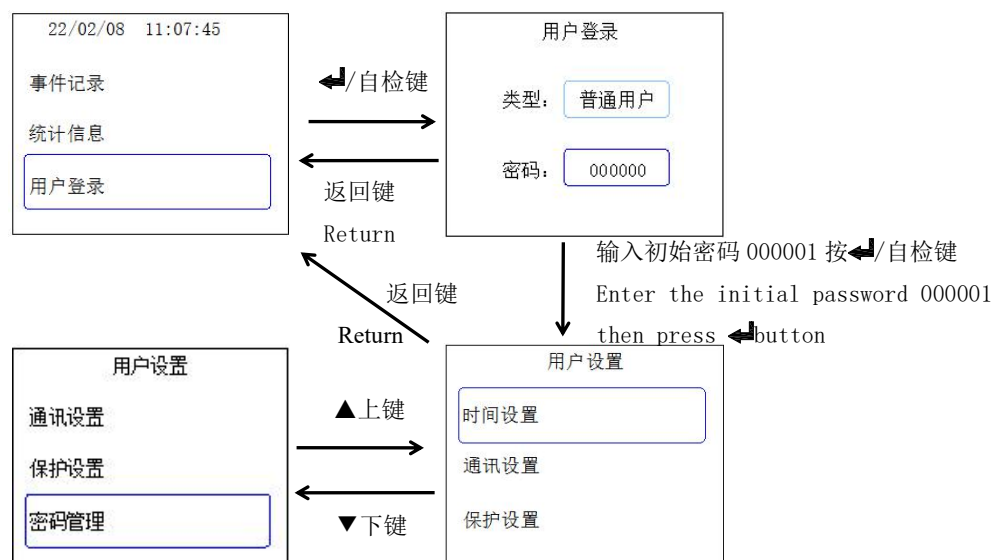 22/02/08 11:07:45
事件记录
统计信息
用户登录
↵/自检键
返回键
Return
用户登录
类型： 普通用户
密码： 000000
输入初始密码 000001 按↵/自检键
Enter the initial password 000001
then press ↵button
返回键
Return
用户设置
通讯设置
保护设置
密码管理
▲上键
▼下键
用户设置
时间设置
通讯设置
保护设置